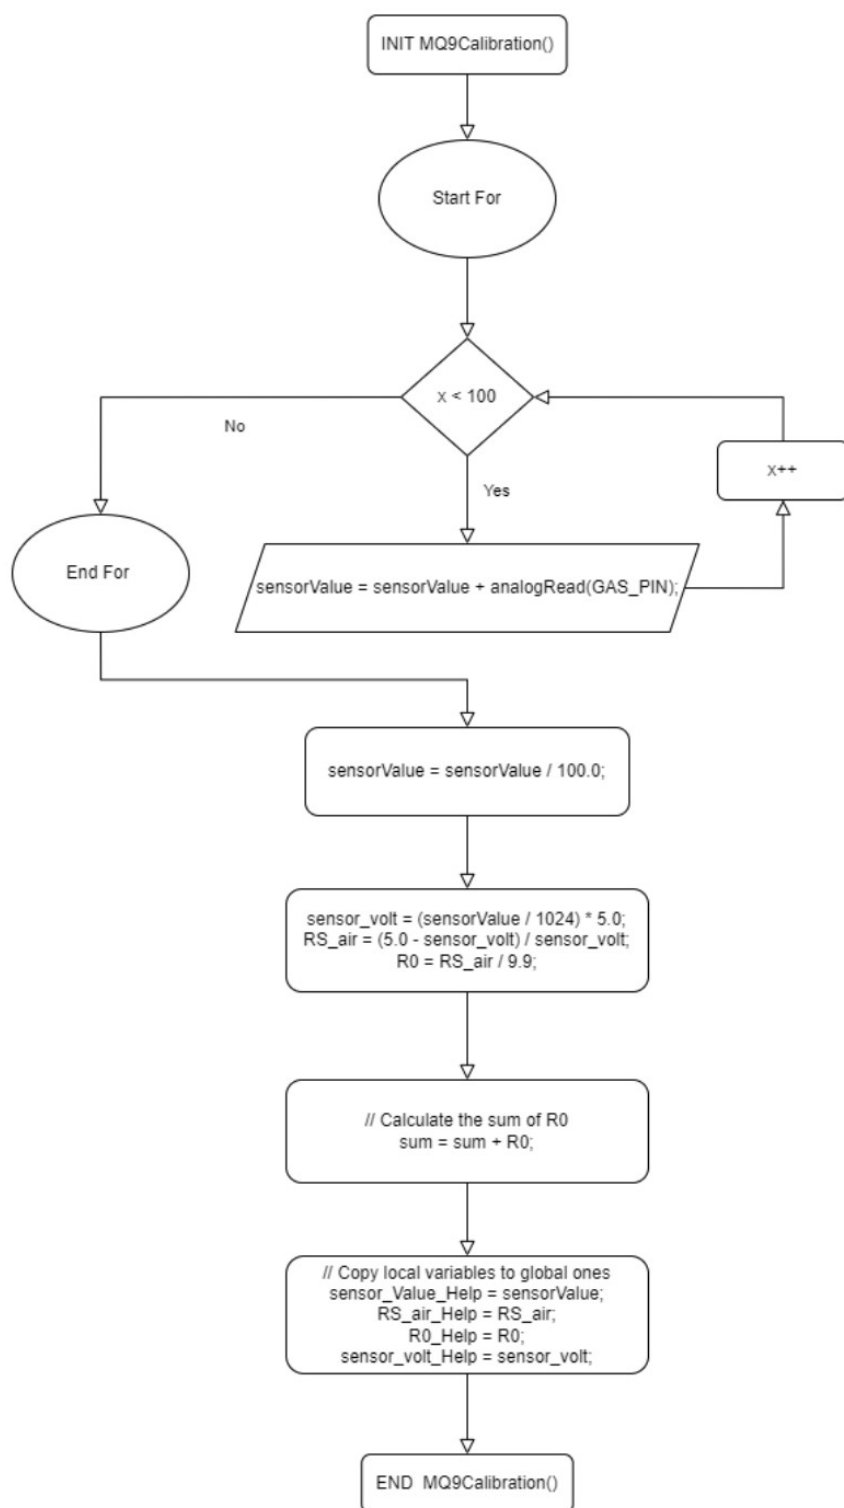 INIT MQ9Calibration()
Start For
x < 100
No
Yes
x++
End For
sensorValue = sensorValue + analogRead(GAS_PIN);
sensorValue = sensorValue / 100.0;
sensor_volt = (sensorValue / 1024) * 5.0;
RS_air = (5.0 - sensor_volt) / sensor_volt;
R0 = RS_air / 9.9;
// Calculate the sum of R0
sum = sum + R0;
// Copy local variables to global ones
sensor_Value_Help = sensorValue;
RS_air_Help = RS_air;
R0_Help = R0;
sensor_volt_Help = sensor_volt;
END MQ9Calibration()